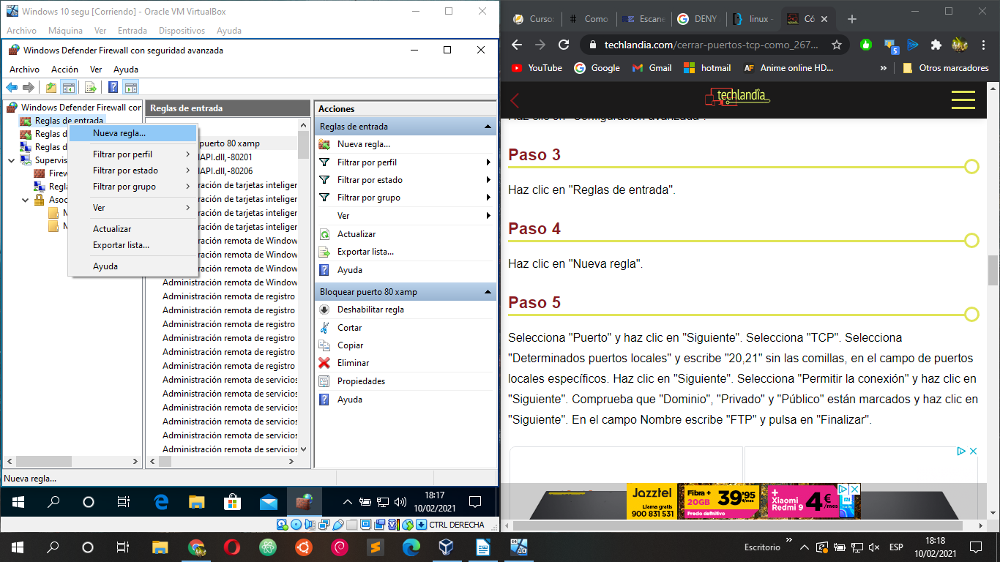 Windows 10 segu [Corriendo] - Oracle VM VirtualBox
Archivo Máquina Ver Entrada Dispositivos Ayuda
Windows Defender Firewall con seguridad avanzada
Archivo Acción Ver Ayuda
Windows Defender Firewall con
Reglas de entrada
Reglas d
Reglas d
Supervis
Firew
Regla
Asoc
M
M
Nueva regla...
Filtrar por perfil
Filtrar por estado
Filtrar por grupo
Ver
Actualizar
Exportar lista...
Ayuda
Reglas de entrada
puerto 80 xamp
IAPI.dll,-80201
IAPI.dll,-80206
ración de tarjetas inteliger
ración de tarjetas inteliger
ración de tarjetas inteliger
ración de tarjetas inteliger
ración remota de Window
ración remota de Window
ración remota de Window
Administración remota de Window
Administración remota de registro
Administración remota de registro
Administración remota de registro
Administración remota de registro
Administración remota de registro
Administración remota de registro
Administración remota de servicios
Administración remota de servicios
Administración remota de servicios
Administración remota de servicios
Administración remota de servicios
Administración remota de servicios
Acciones
Reglas de entrada
Nueva regla...
Filtrar por perfil
Filtrar por estado
Filtrar por grupo
Ver
Actualizar
Exportar lista...
Ayuda
Bloquear puerto 80 xamp
Deshabilitar regla
Cortar
Copiar
Eliminar
Propiedades
Ayuda
Nueva regla...
18:17
10/02/2021
CTRL DERECHA
Curso: Como Escane DENY linux - Có
techlandia.com/cerrar-puertos-tcp-como_267...
5
YouTube Google Gmail hotmail AF Anime online HD... » Otros marcadores
techlandia
Haz clic en "Configuración avanzada".
Paso 3
Haz clic en "Reglas de entrada".
Paso 4
Haz clic en "Nueva regla".
Paso 5
Selecciona "Puerto" y haz clic en "Siguiente". Selecciona "TCP". Selecciona
"Determinados puertos locales" y escribe "20,21" sin las comillas, en el campo de puertos
locales específicos. Haz clic en "Siguiente". Selecciona "Permitir la conexión" y haz clic en
"Siguiente". Comprueba que "Dominio", "Privado" y "Público" están marcados y haz clic en
"Siguiente". En el campo Nombre escribe "FTP" y pulsa en "Finalizar".
Jazztel
Llama gratis
900 831 531
Fibra +
20GB
39'95
€/mes
Precio definitivo
+
Xiaomi
Redmi 9
4€
/mes
Escritorio » ESP 18:18
10/02/2021